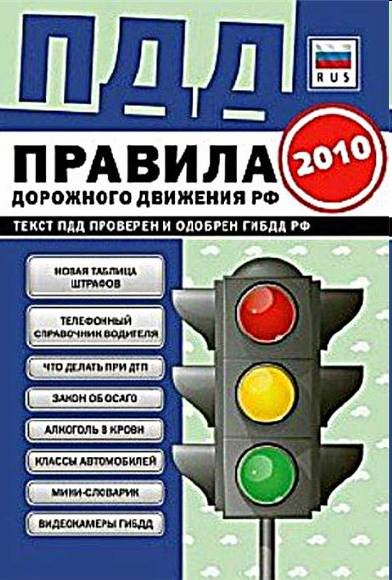 ПДД
RUS
ПРАВИЛА
2010
ДОРОЖНОГО ДВИЖЕНИЯ РФ
ТЕКСТ ПДД ПРОВЕРЕН И ОДОБРЕН ГИБДД РФ
НОВАЯ ТАБЛИЦА
ШТРАФОВ
ТЕЛЕФОННЫЙ
СПРАВОЧНИК ВОДИТЕЛЯ
ЧТО ДЕЛАТЬ ПРИ ДТП
ЗАКОН ОБ ОСАГО
АЛКОГОЛЬ В КРОВИ
КЛАССЫ АВТОМОБИЛЕЙ
МИНИ-СЛОВАРИК
ВИДЕОКАМЕРЫ ГИБДД